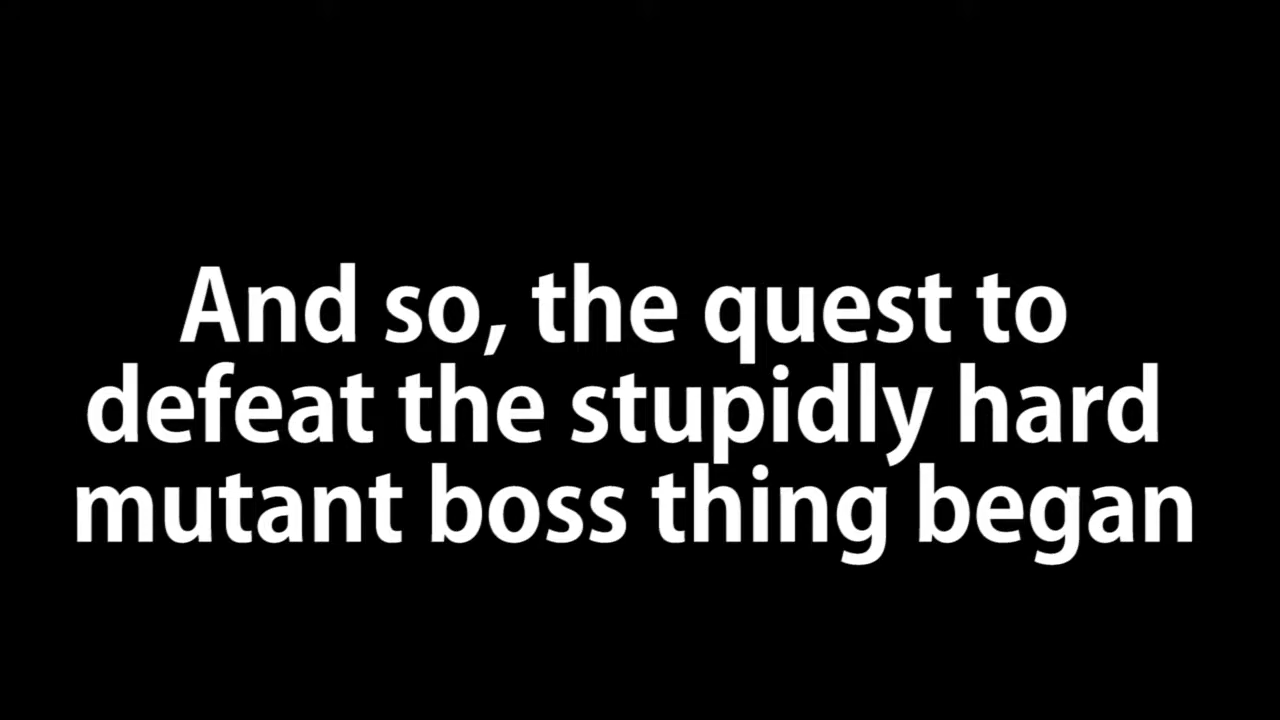 And so, the quest to
defeat the stupidly hard
mutant boss thing began